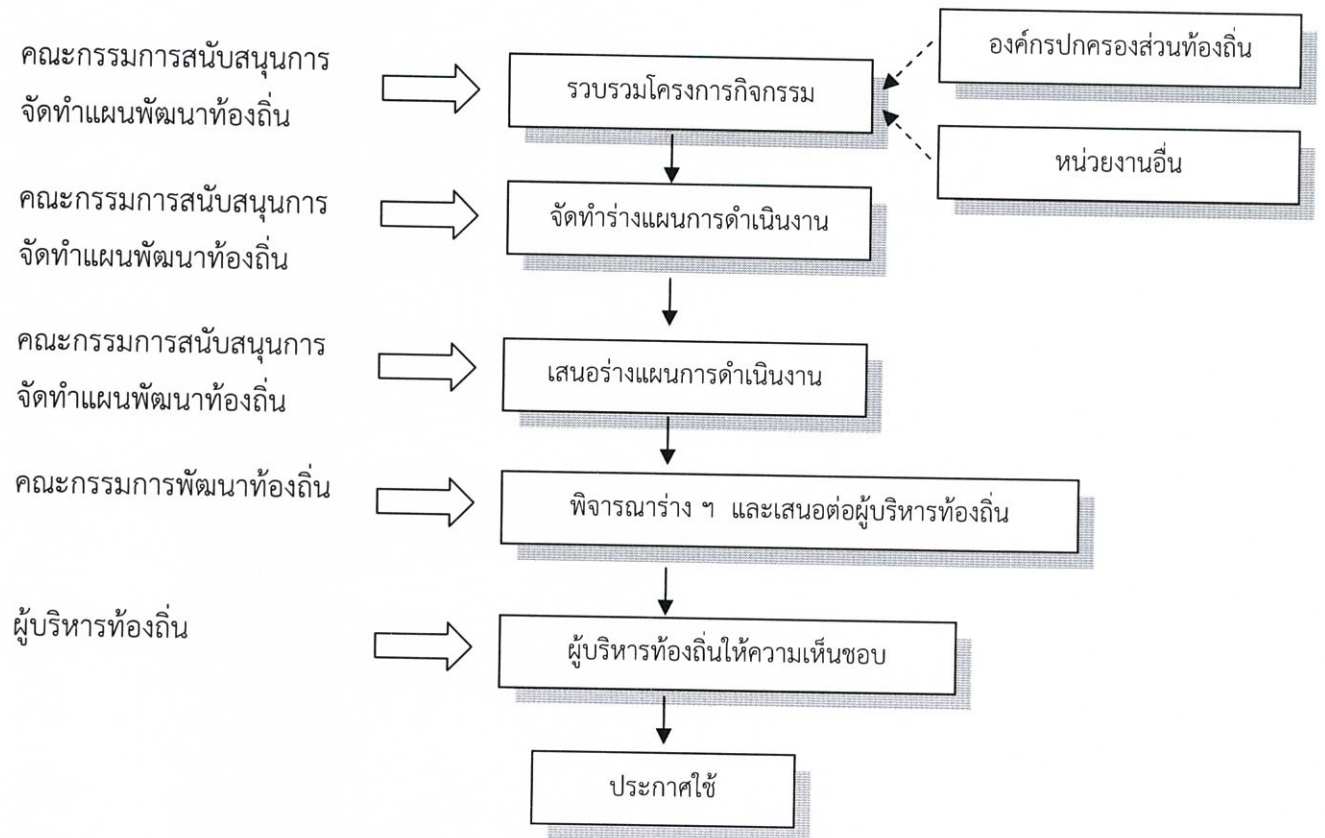 คณะกรรมการสนับสนุนการ
จัดทำแผนพัฒนาท้องถิ่น
รวบรวมโครงการกิจกรรม
องค์กรปกครองส่วนท้องถิ่น
หน่วยงานอื่น
คณะกรรมการสนับสนุนการ
จัดทำแผนพัฒนาท้องถิ่น
จัดทำร่างแผนการดำเนินงาน
คณะกรรมการสนับสนุนการ
จัดทำแผนพัฒนาท้องถิ่น
เสนอร่างแผนการดำเนินงาน
คณะกรรมการพัฒนาท้องถิ่น
พิจารณาร่าง ฯ และเสนอต่อผู้บริหารท้องถิ่น
ผู้บริหารท้องถิ่น
ผู้บริหารท้องถิ่นให้ความเห็นชอบ
ประกาศใช้